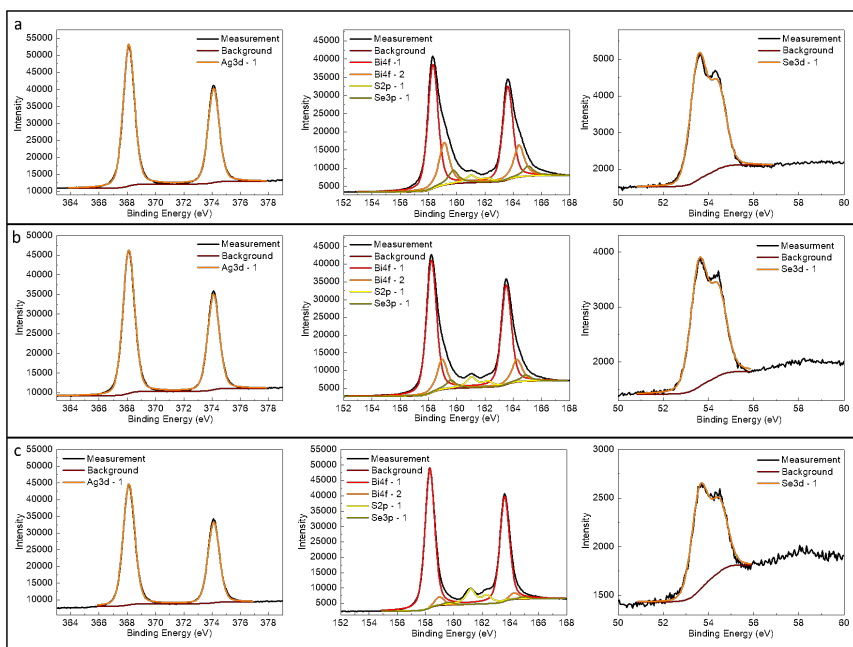 a
55000
50000
45000
40000
35000
30000
25000
20000
15000
10000
Intensity
364 366 368 370 372 374 376 378
Binding Energy (eV)
Measurement
Background
Ag3d - 1
45000
40000
35000
30000
25000
20000
15000
10000
5000
Intensity
152 154 156 158 160 162 164 166 168
Binding Energy (eV)
Measurement
Background
Bi4f -1
Bi4f - 2
S2p - 1
Se3p - 1
5000
4000
3000
2000
Intensity
50 52 54 56 58 60
Binding Energy (eV)
Measurement
Background
Se3d - 1
b
50000
45000
40000
35000
30000
25000
20000
15000
10000
5000
Intensity
364 366 368 370 372 374 376 378
Binding Energy (eV)
Measurement
Background
Ag3d - 1
45000
40000
35000
30000
25000
20000
15000
10000
5000
Intensity
152 154 156 158 160 162 164 166 168
Binding Energy (eV)
Measurement
Background
Bi4f - 1
Bi4f - 2
S2p - 1
Se3p - 1
4000
3000
2000
Intensity
50 52 54 56 58 60
Binding Energy (eV)
Measurment
Background
Se3d - 1
c
55000
50000
45000
40000
35000
30000
25000
20000
15000
10000
Intensity
364 366 368 370 372 374 376 378
Binding Energy (eV)
Measurement
Background
Ag3d - 1
55000
50000
45000
40000
35000
30000
25000
20000
15000
10000
5000
Intensity
152 154 156 158 160 162 164 166 168
Binding Energy (eV)
Measurement
Background
Bi4f - 1
Bi4f - 2
S2p - 1
Se3p - 1
3000
2500
1800
1500
Intensity
50 52 54 56 58 60
Binding Energy (eV)
Measurement
Background
Se3d - 1